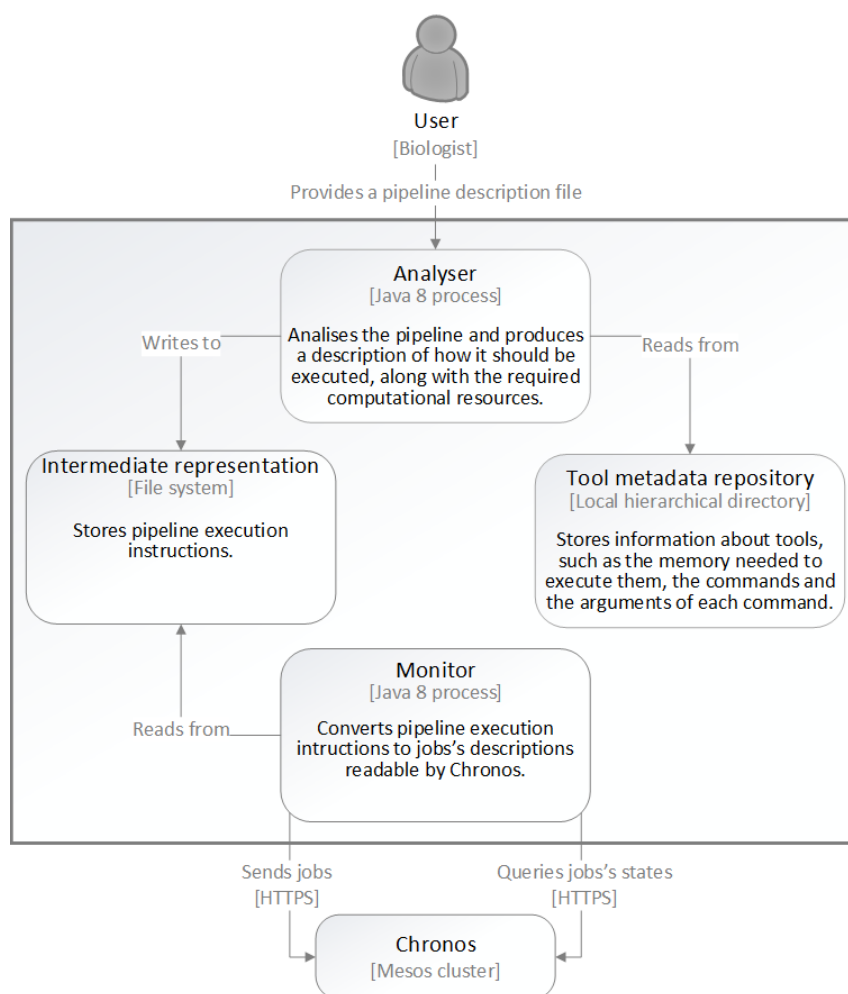 User
[Biologist]
Provides a pipeline description file
Analyser
[Java 8 process]
Analises the pipeline and produces
a description of how it should be
executed, along with the required
computational resources.
Writes to
Reads from
Intermediate representation
[File system]
Stores pipeline execution
instructions.
Tool metadata repository
[Local hierarchical directory]
Stores information about tools,
such as the memory needed to
execute them, the commands and
the arguments of each command.
Monitor
[Java 8 process]
Converts pipeline execution
intructions to jobs's descriptions
readable by Chronos.
Reads from
Sends jobs
[HTTPS]
Queries jobs's states
[HTTPS]
Chronos
[Mesos cluster]